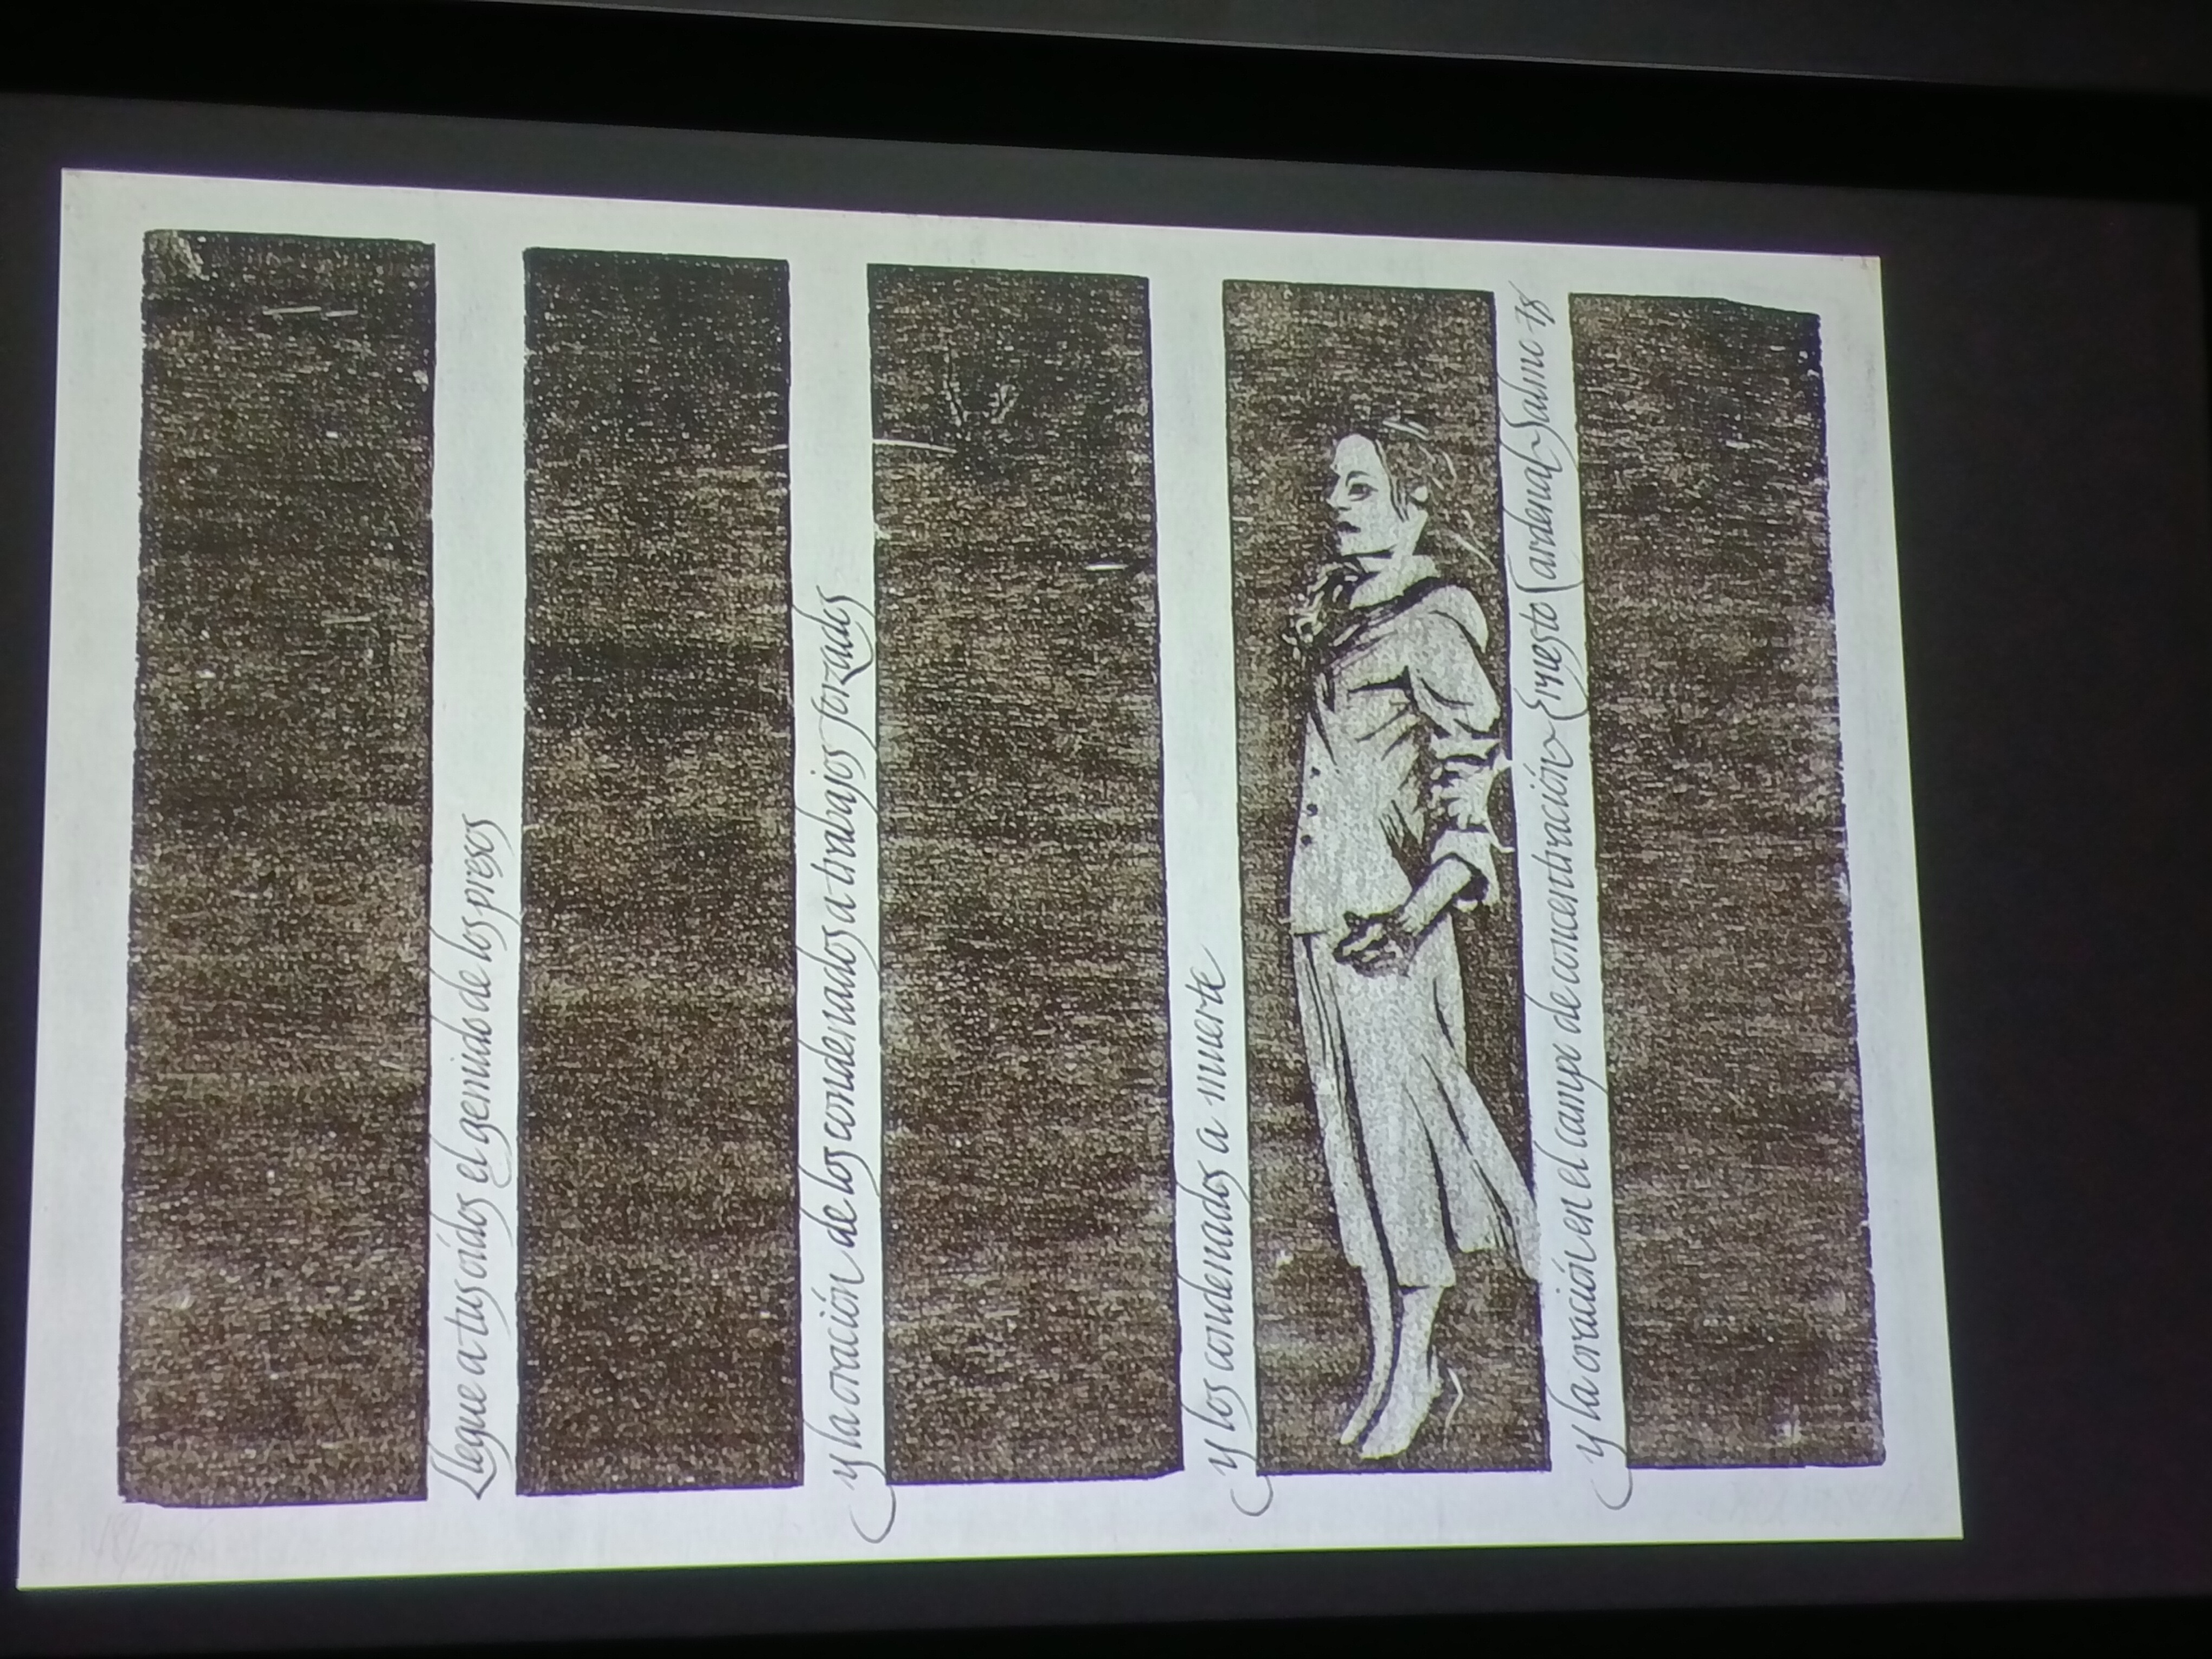 Llegue a tus oídos el gemido de los presos
y la oración de los condenados a trabajos forzados
y los condenados a muerte
y la oración en el campo de concentración Ernesto Cardenal Salmo 78